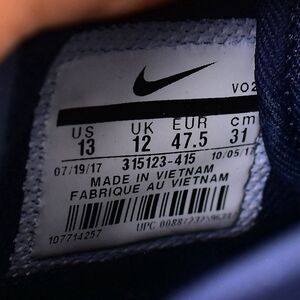 VO2
US UK EUR cm
13 12 47.5 31
07/19/17 315123-415 10/05/17
MADE IN VIETNAM
FABRIQUE AU VIETNAM
107714257
UPC